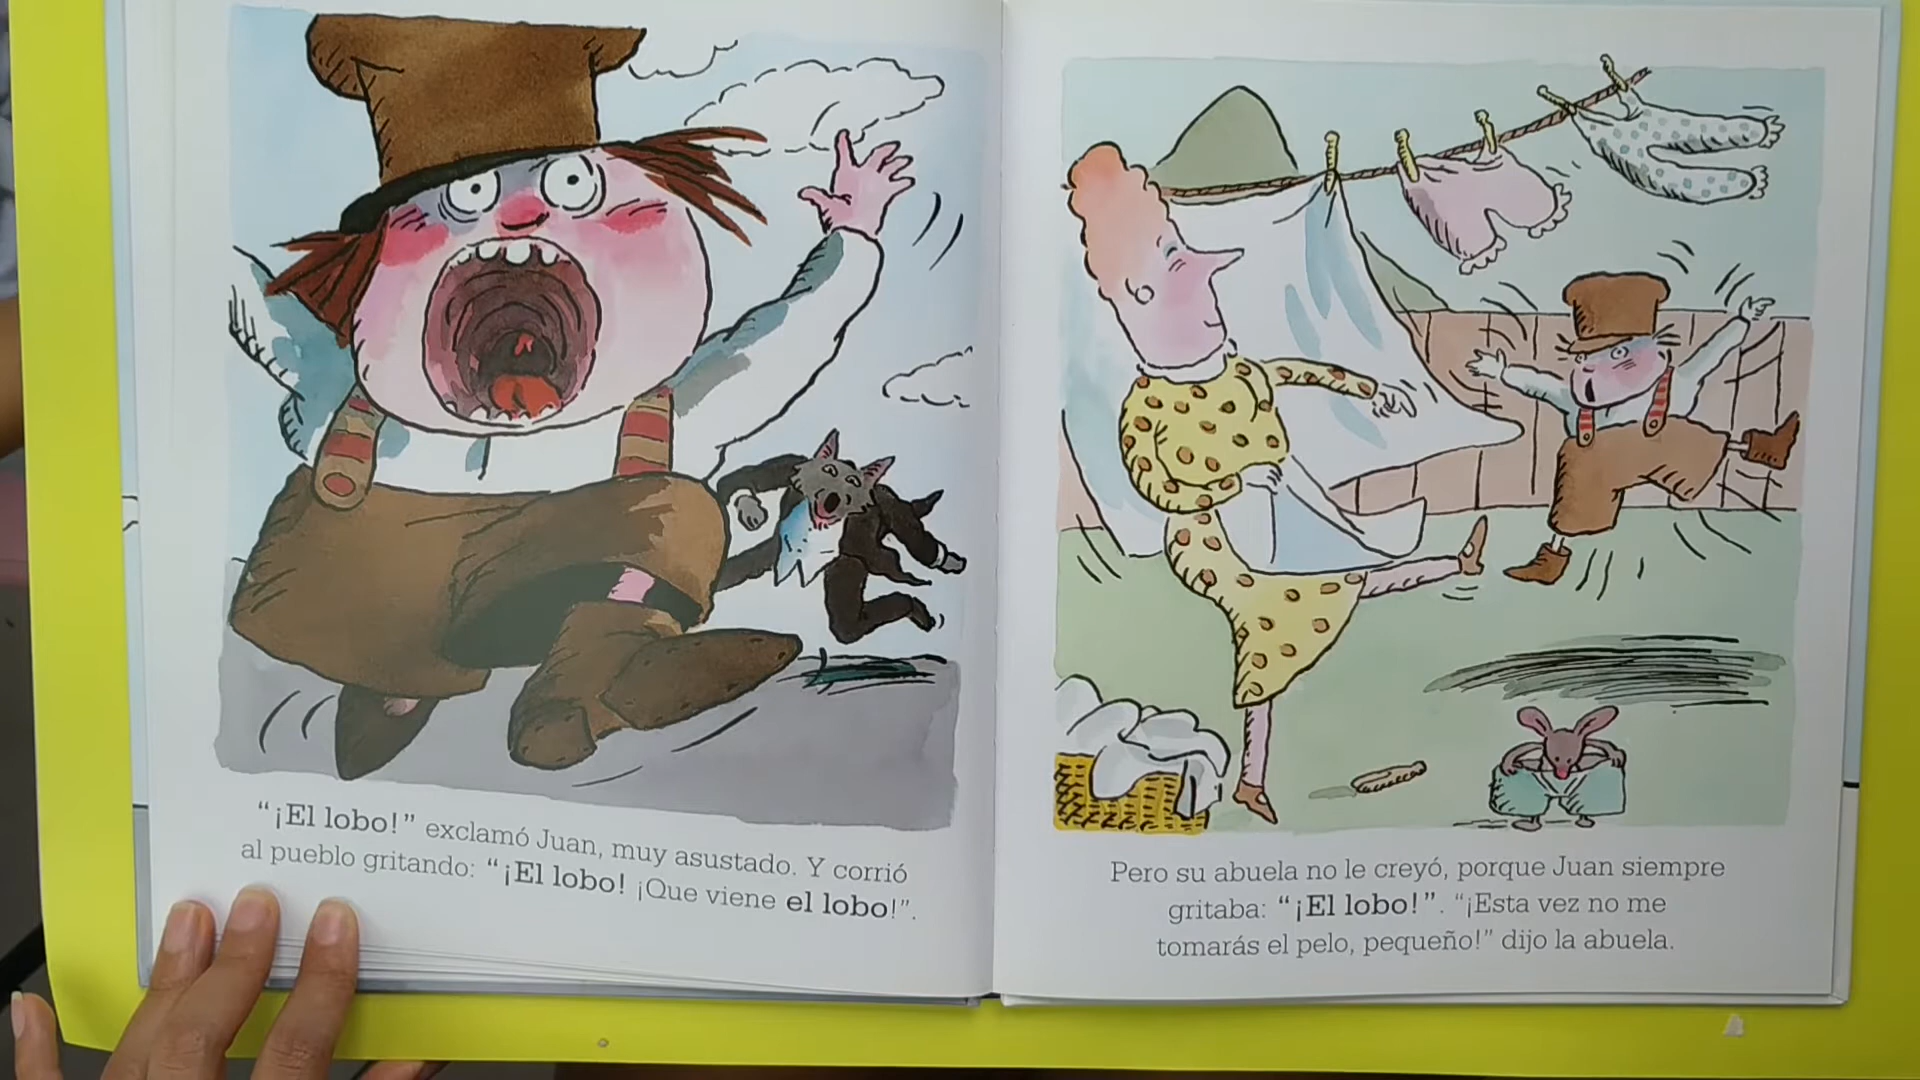 “¡El lobo!” exclamó Juan, muy asustado. Y corrió
al pueblo gritando: “¡El lobo! ¡Que viene el lobo!”.
Pero su abuela no le creyó, porque Juan siempre
gritaba: “¡El lobo!”. “¡Esta vez no me
tomarás el pelo, pequeño!” dijo la abuela.